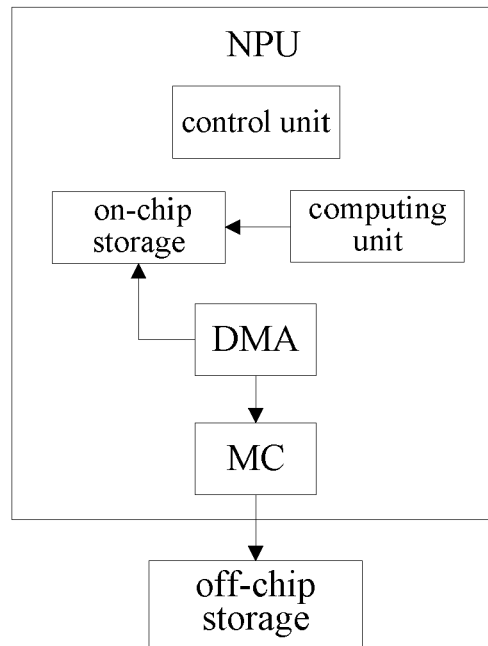 NPU
control unit
on-chip
storage
computing
unit
DMA
MC
off-chip
storage